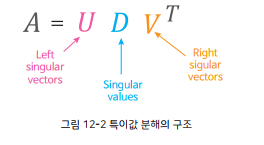 A = U D V^T
Left
singular
vectors
Singular
values
Right
sigular
vectors
그림 12-2 특이값 분해의 구조